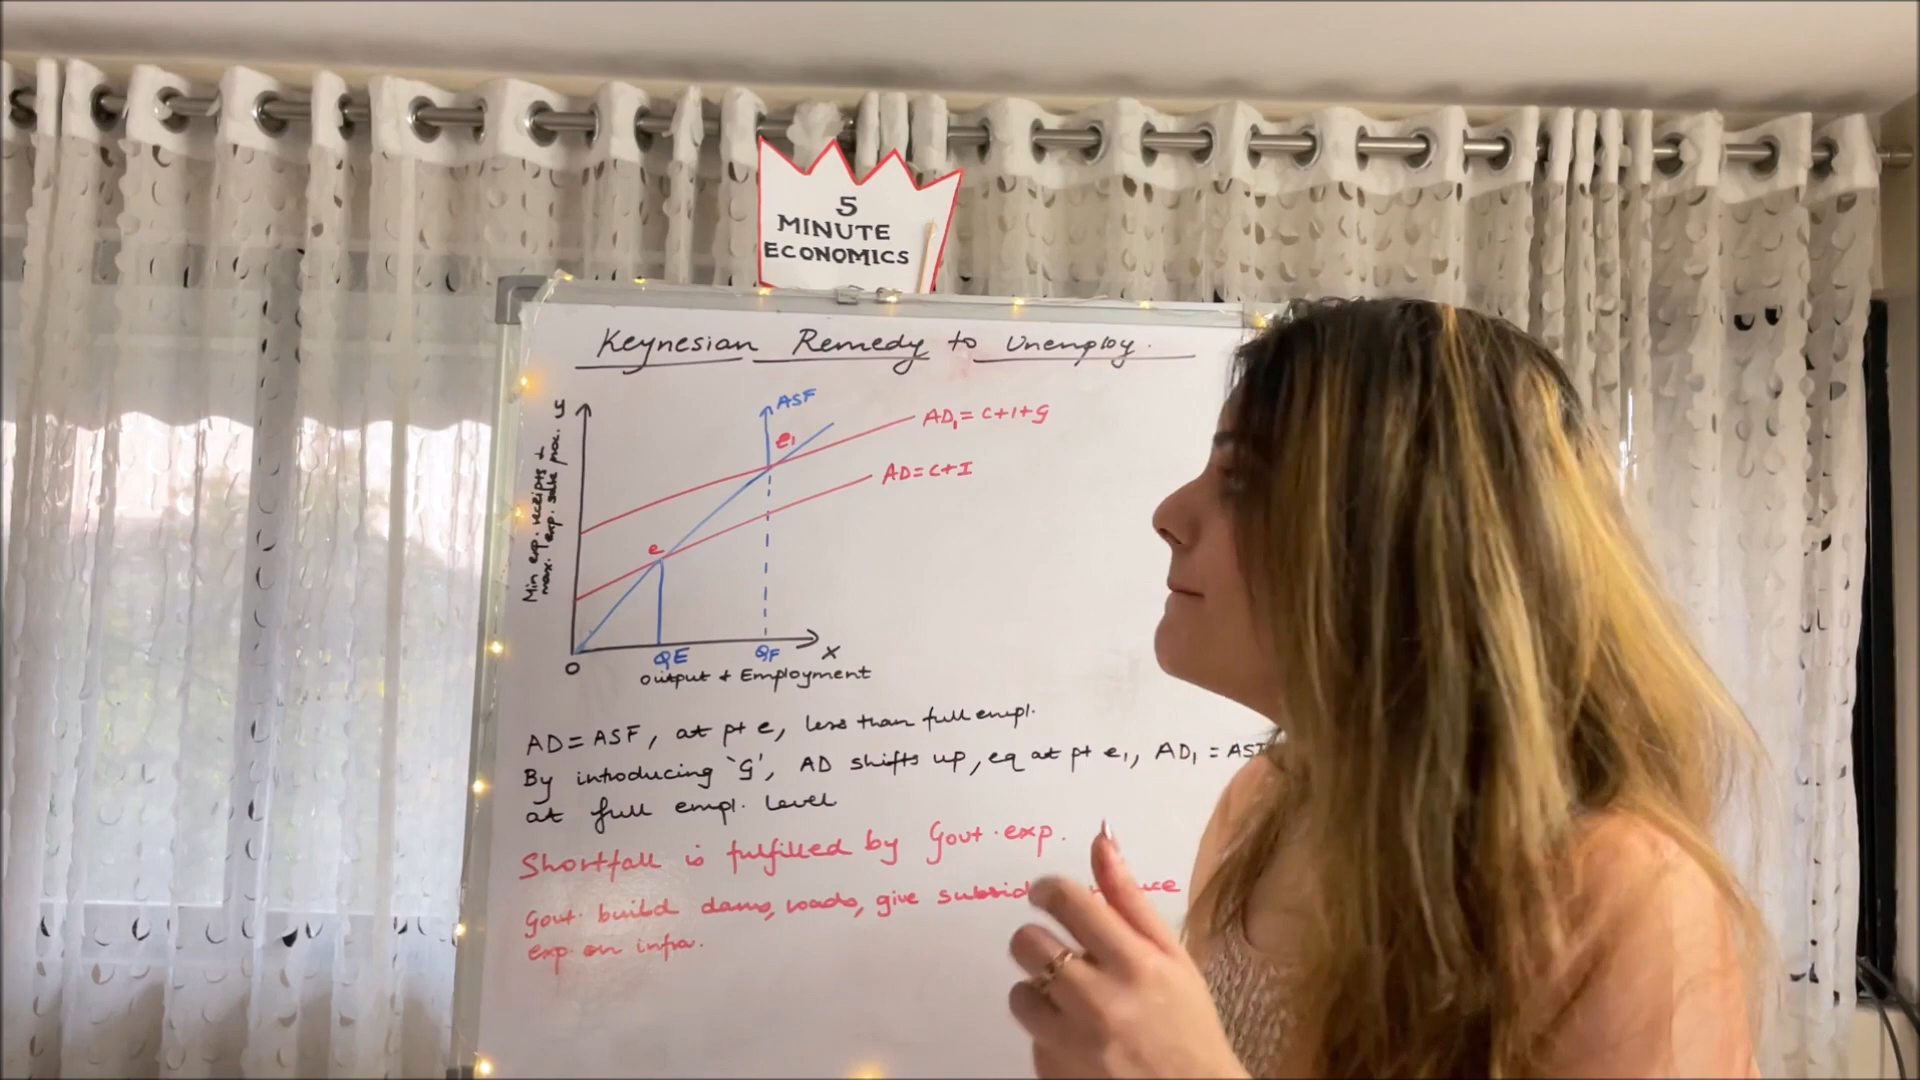 5
MINUTE
ECONOMICS
Keynesian Remedy to Unemploy.
y
Min exp. receipts +
max. exp. sale proc.
ASF
e1
AD1 = C+I+G
AD=C+I
e
O
QE
QF
X
Output + Employment
AD=ASF, at pt e, less than full empl.
By introducing 'G', AD shifts up, eq at pt e1, AD1 =
at full empl. level
Shortfall is fulfilled by Govt. exp.
Govt. build dams, roads, give
exp. on infra.